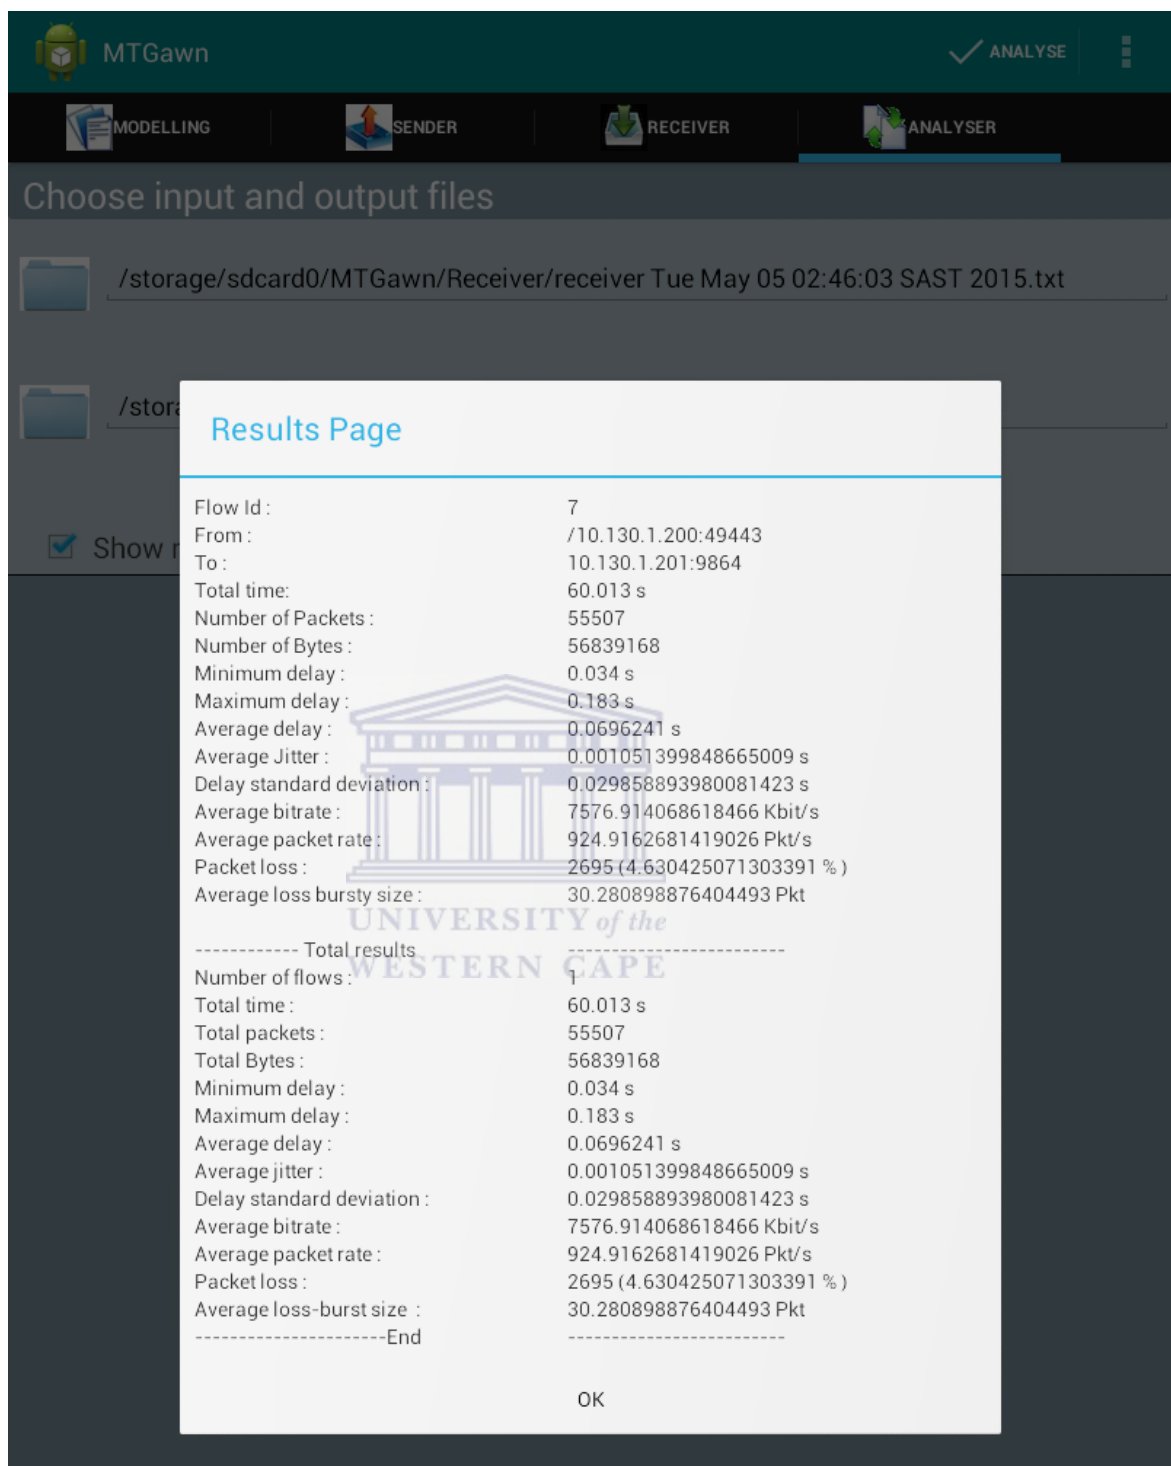 MTGawn
ANALYSE
MODELLING SENDER RECEIVER ANALYSER
Choose input and output files
/storage/sdcard0/MTGawn/Receiver/receiver Tue May 05 02:46:03 SAST 2015.txt
/stora
Results Page
Show r
Flow Id : 7
From : /10.130.1.200:49443
To : 10.130.1.201:9864
Total time: 60.013 s
Number of Packets : 55507
Number of Bytes : 56839168
Minimum delay : 0.034 s
Maximum delay : 0.183 s
Average delay : 0.0696241 s
Average Jitter : 0.001051399848665009 s
Delay standard deviation : 0.029858893980081423 s
Average bitrate : 7576.914068618466 Kbit/s
Average packet rate : 924.9162681419026 Pkt/s
Packet loss : 2695 (4.630425071303391 % )
Average loss bursty size : 30.280898876404493 Pkt
UNIVERSITY of the
WESTERN CAPE
------------ Total results -------------------------
Number of flows : 1
Total time : 60.013 s
Total packets : 55507
Total Bytes : 56839168
Minimum delay : 0.034 s
Maximum delay : 0.183 s
Average delay : 0.0696241 s
Average jitter : 0.001051399848665009 s
Delay standard deviation : 0.029858893980081423 s
Average bitrate : 7576.914068618466 Kbit/s
Average packet rate : 924.9162681419026 Pkt/s
Packet loss : 2695 (4.630425071303391 % )
Average loss-burst size : 30.280898876404493 Pkt
----------------------End -------------------------
OK